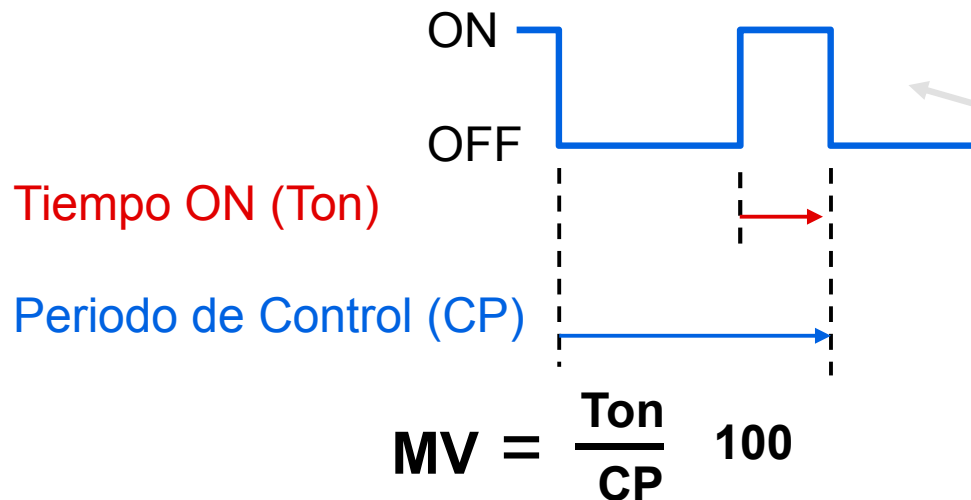 ON
OFF
Tiempo ON (Ton)
Periodo de Control (CP)
MV = Ton
CP 100